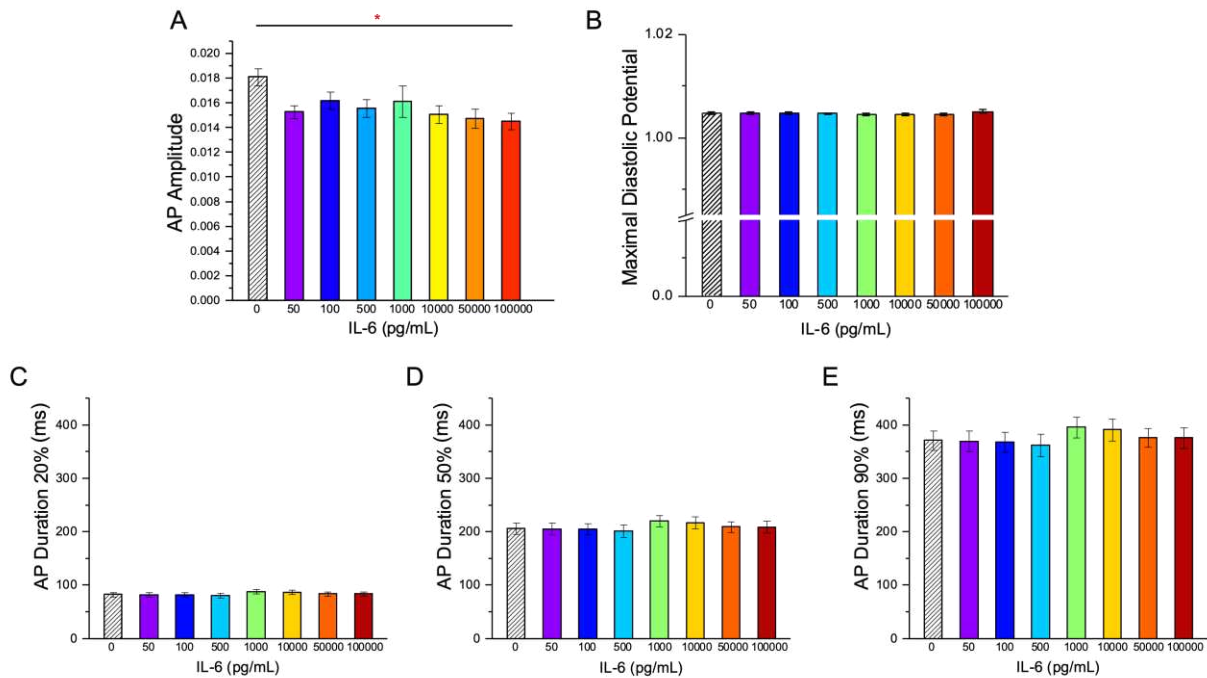 A
*
AP Amplitude
0.020
0.018
0.016
0.014
0.012
0.010
0.008
0.006
0.004
0.002
0.000
0 50 100 500 1000 10000 50000 100000
IL-6 (pg/mL)
B
Maximal Diastolic Potential
1.02
1.00
0.0
0 50 100 500 1000 10000 50000 100000
IL-6 (pg/mL)
C
AP Duration 20% (ms)
400
300
200
100
0
0 50 100 500 1000 10000 50000 100000
IL-6 (pg/mL)
D
AP Duration 50% (ms)
400
300
200
100
0
0 50 100 500 1000 10000 50000 100000
IL-6 (pg/mL)
E
AP Duration 90% (ms)
400
300
200
100
0
0 50 100 500 1000 10000 50000 100000
IL-6 (pg/mL)